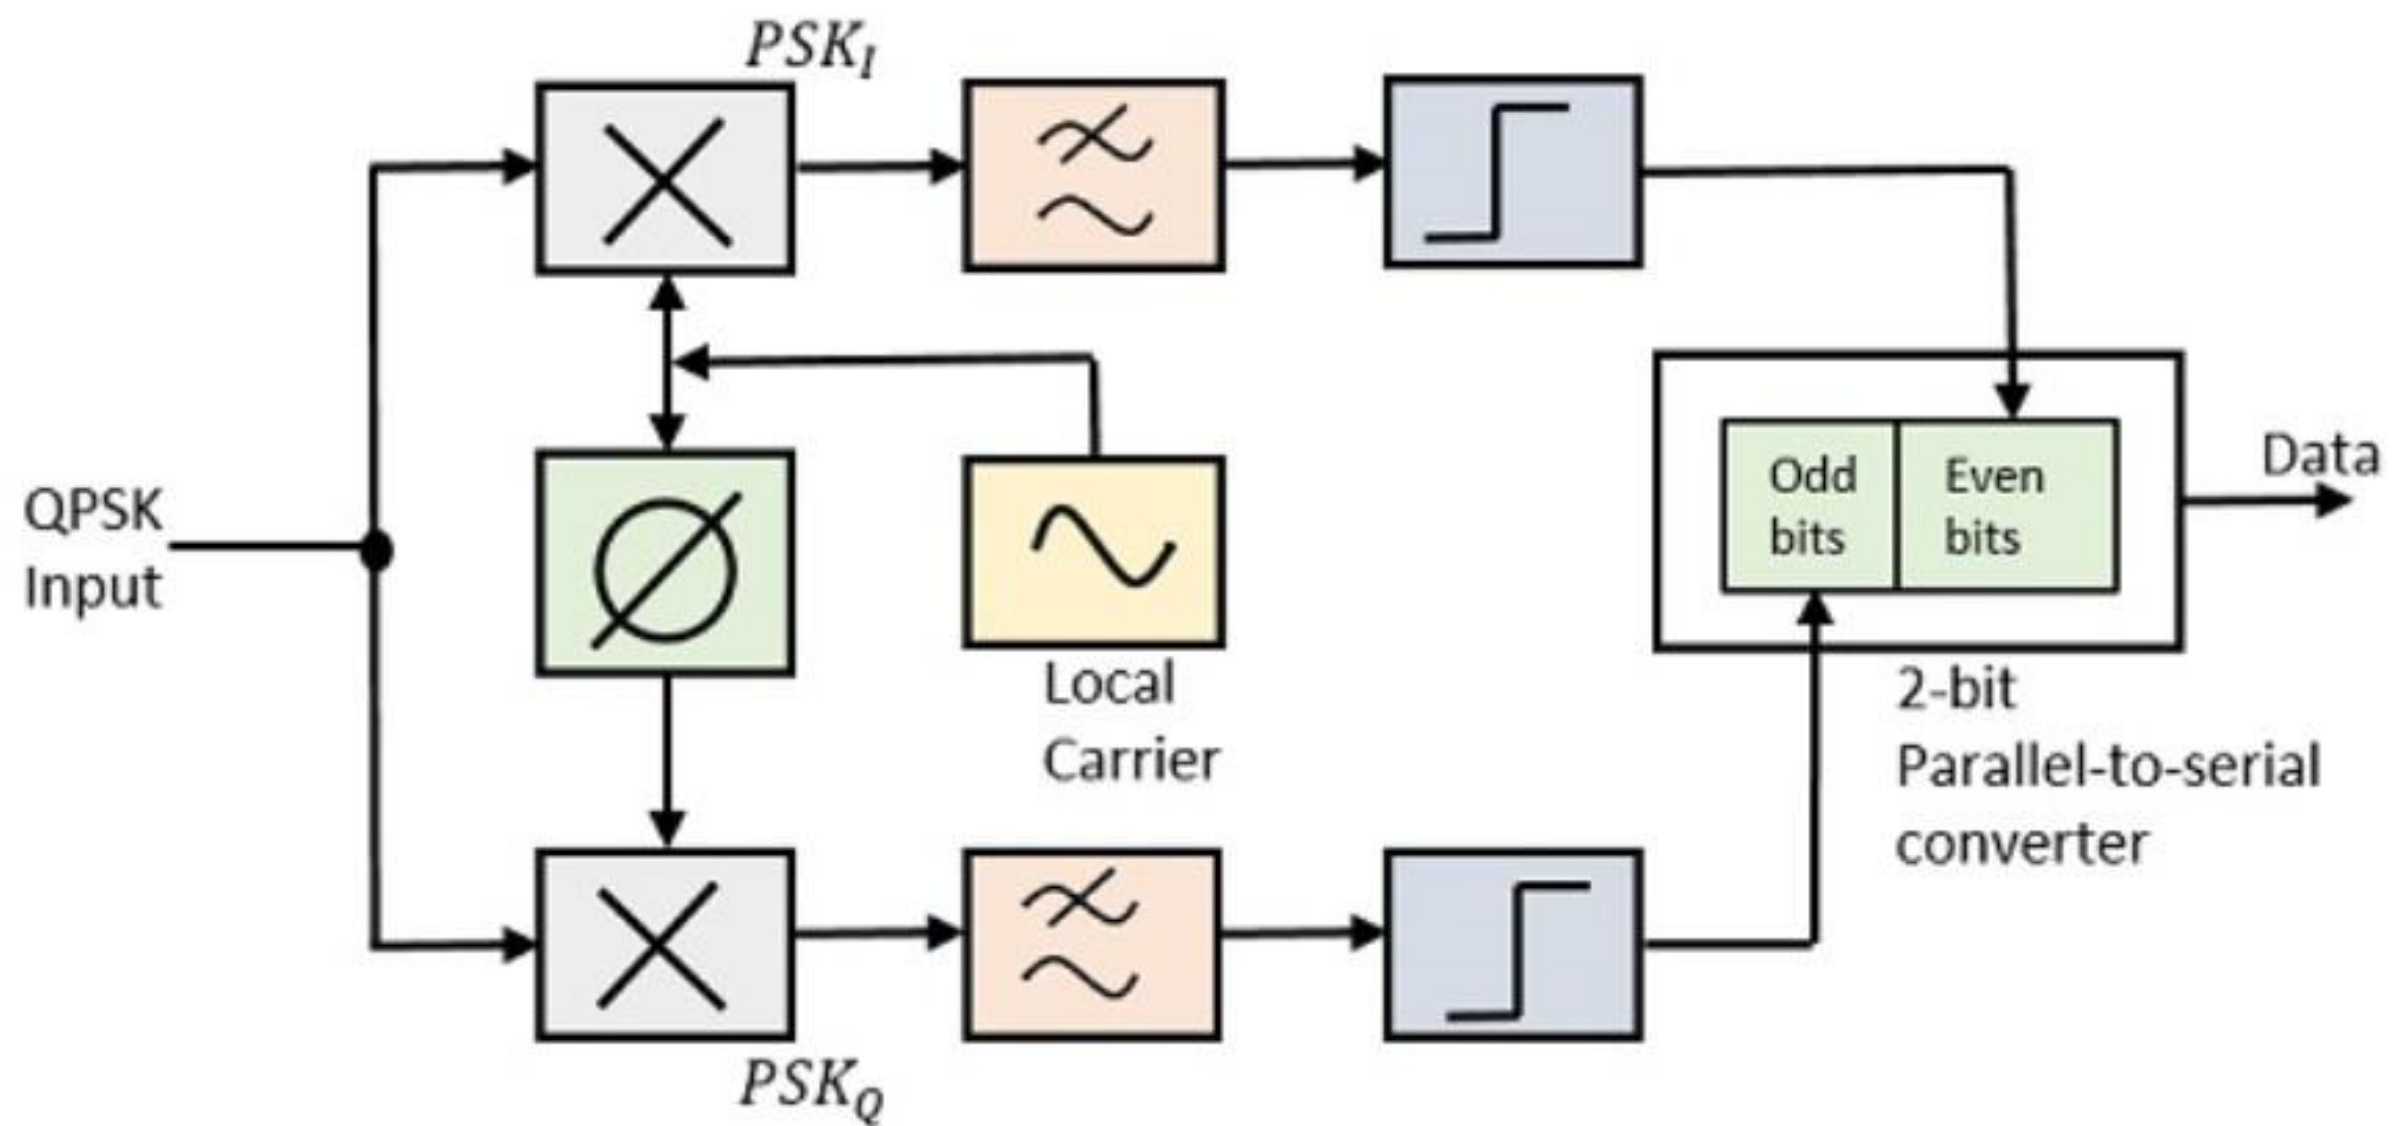 PSK_I
QPSK
Input
Local
Carrier
Odd
bits
Even
bits
Data
2-bit
Parallel-to-serial
converter
PSK_Q